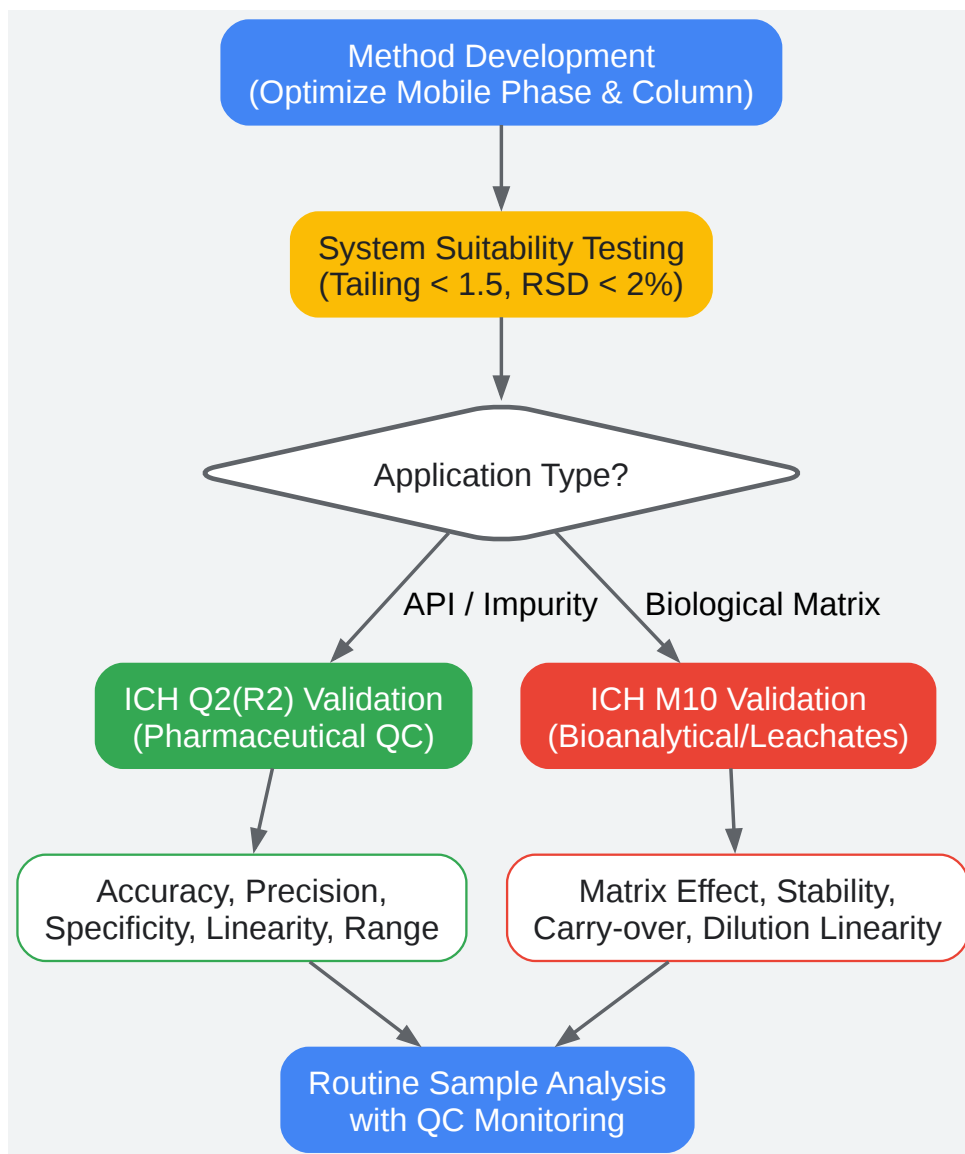 Method Development
(Optimize Mobile Phase & Column)
System Suitability Testing
(Tailing < 1.5, RSD < 2%)
Application Type?
API / Impurity
Biological Matrix
ICH Q2(R2) Validation
(Pharmaceutical QC)
ICH M10 Validation
(Bioanalytical/Leachates)
Accuracy, Precision,
Specificity, Linearity, Range
Matrix Effect, Stability,
Carry-over, Dilution Linearity
Routine Sample Analysis
with QC Monitoring